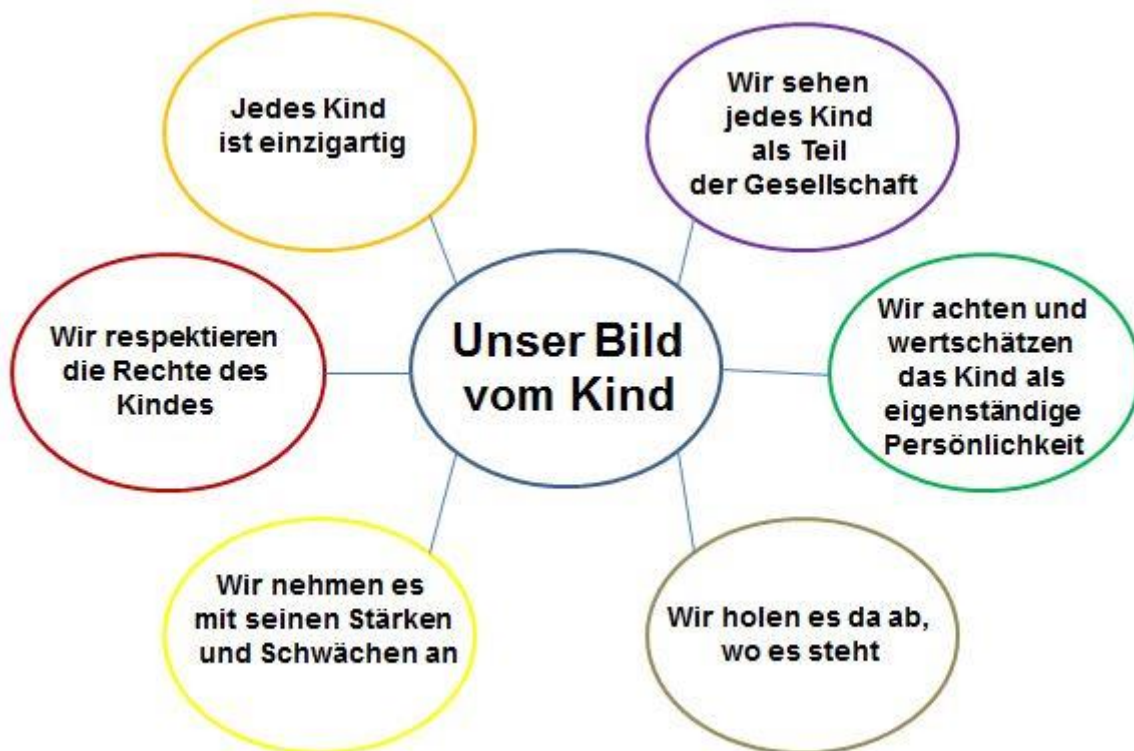 Jedes Kind
ist einzigartig
Wir sehen
jedes Kind
als Teil
der Gesellschaft
Wir respektieren
die Rechte des
Kindes
Unser Bild
vom Kind
Wir achten und
wertschätzen
das Kind als
eigenständige
Persönlichkeit
Wir nehmen es
mit seinen Stärken
und Schwächen an
Wir holen es da ab,
wo es steht